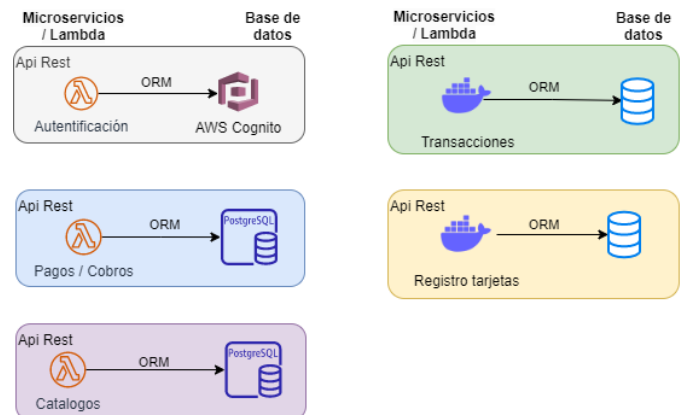 Microservicios
/ Lambda
Base de
datos
Api Rest
ORM
Autentificación
AWS Cognito
Api Rest
ORM
PostgreSQL
Pagos / Cobros
Api Rest
ORM
PostgreSQL
Catalogos
Microservicios
/ Lambda
Base de
datos
Api Rest
ORM
Transacciones
Api Rest
ORM
Registro tarjetas